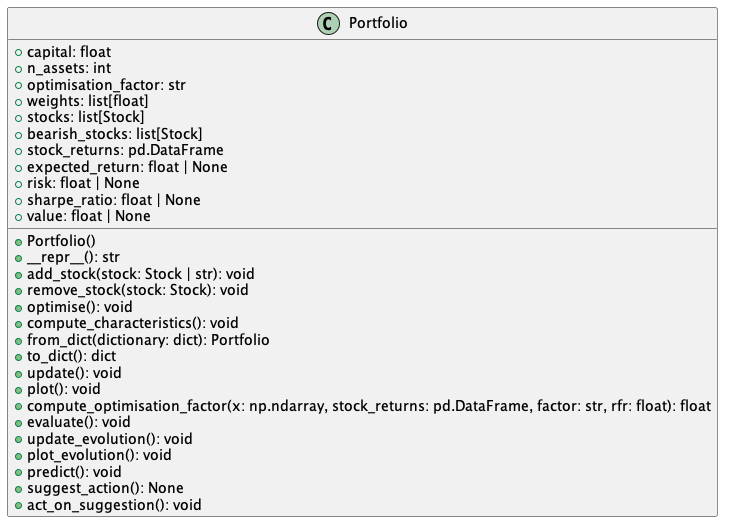 C Portfolio
capital: float
n_assets: int
optimisation_factor: str
weights: list[float]
stocks: list[Stock]
bearish_stocks: list[Stock]
stock_returns: pd.DataFrame
expected_return: float | None
risk: float | None
sharpe_ratio: float | None
value: float | None
Portfolio()
__repr__(): str
add_stock(stock: Stock | str): void
remove_stock(stock: Stock): void
optimise(): void
compute_characteristics(): void
from_dict(dictionary: dict): Portfolio
to_dict(): dict
update(): void
plot(): void
compute_optimisation_factor(x: np.ndarray, stock_returns: pd.DataFrame, factor: str, rfr: float): float
evaluate(): void
update_evolution(): void
plot_evolution(): void
predict(): void
suggest_action(): None
act_on_suggestion(): void